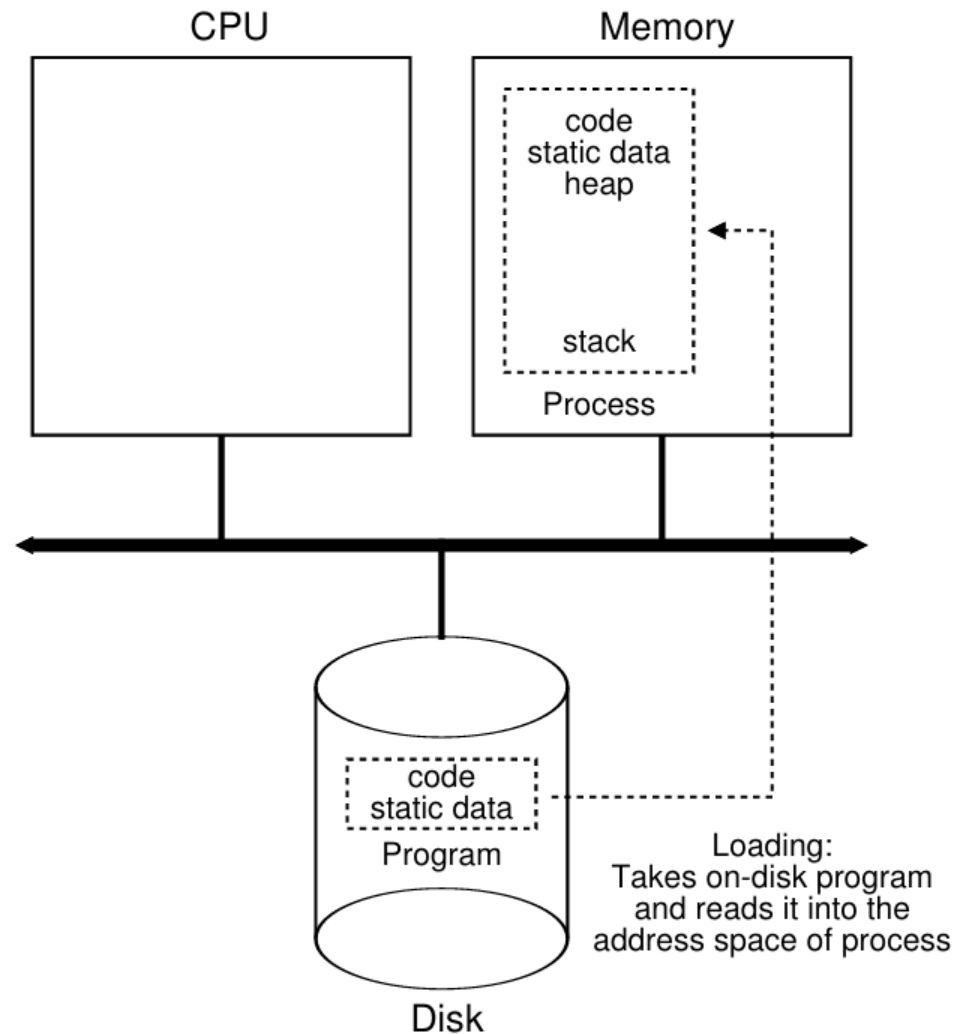 CPU
Memory
code
static data
heap
stack
Process
code
static data
Program
Loading:
Takes on-disk program
and reads it into the
address space of process
Disk